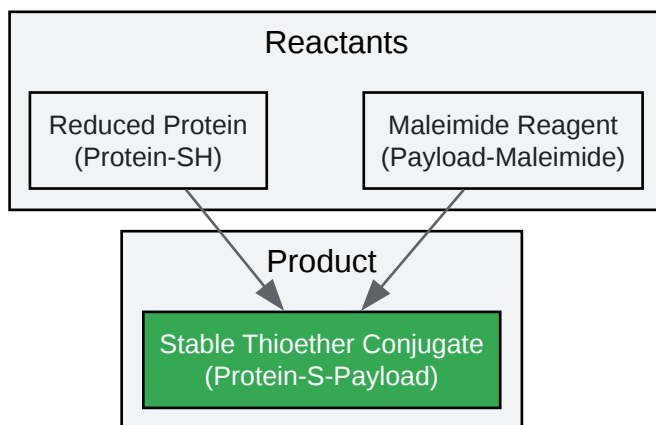 Reactants
Reduced Protein
(Protein-SH)
Maleimide Reagent
(Payload-Maleimide)
Product
Stable Thioether Conjugate
(Protein-S-Payload)